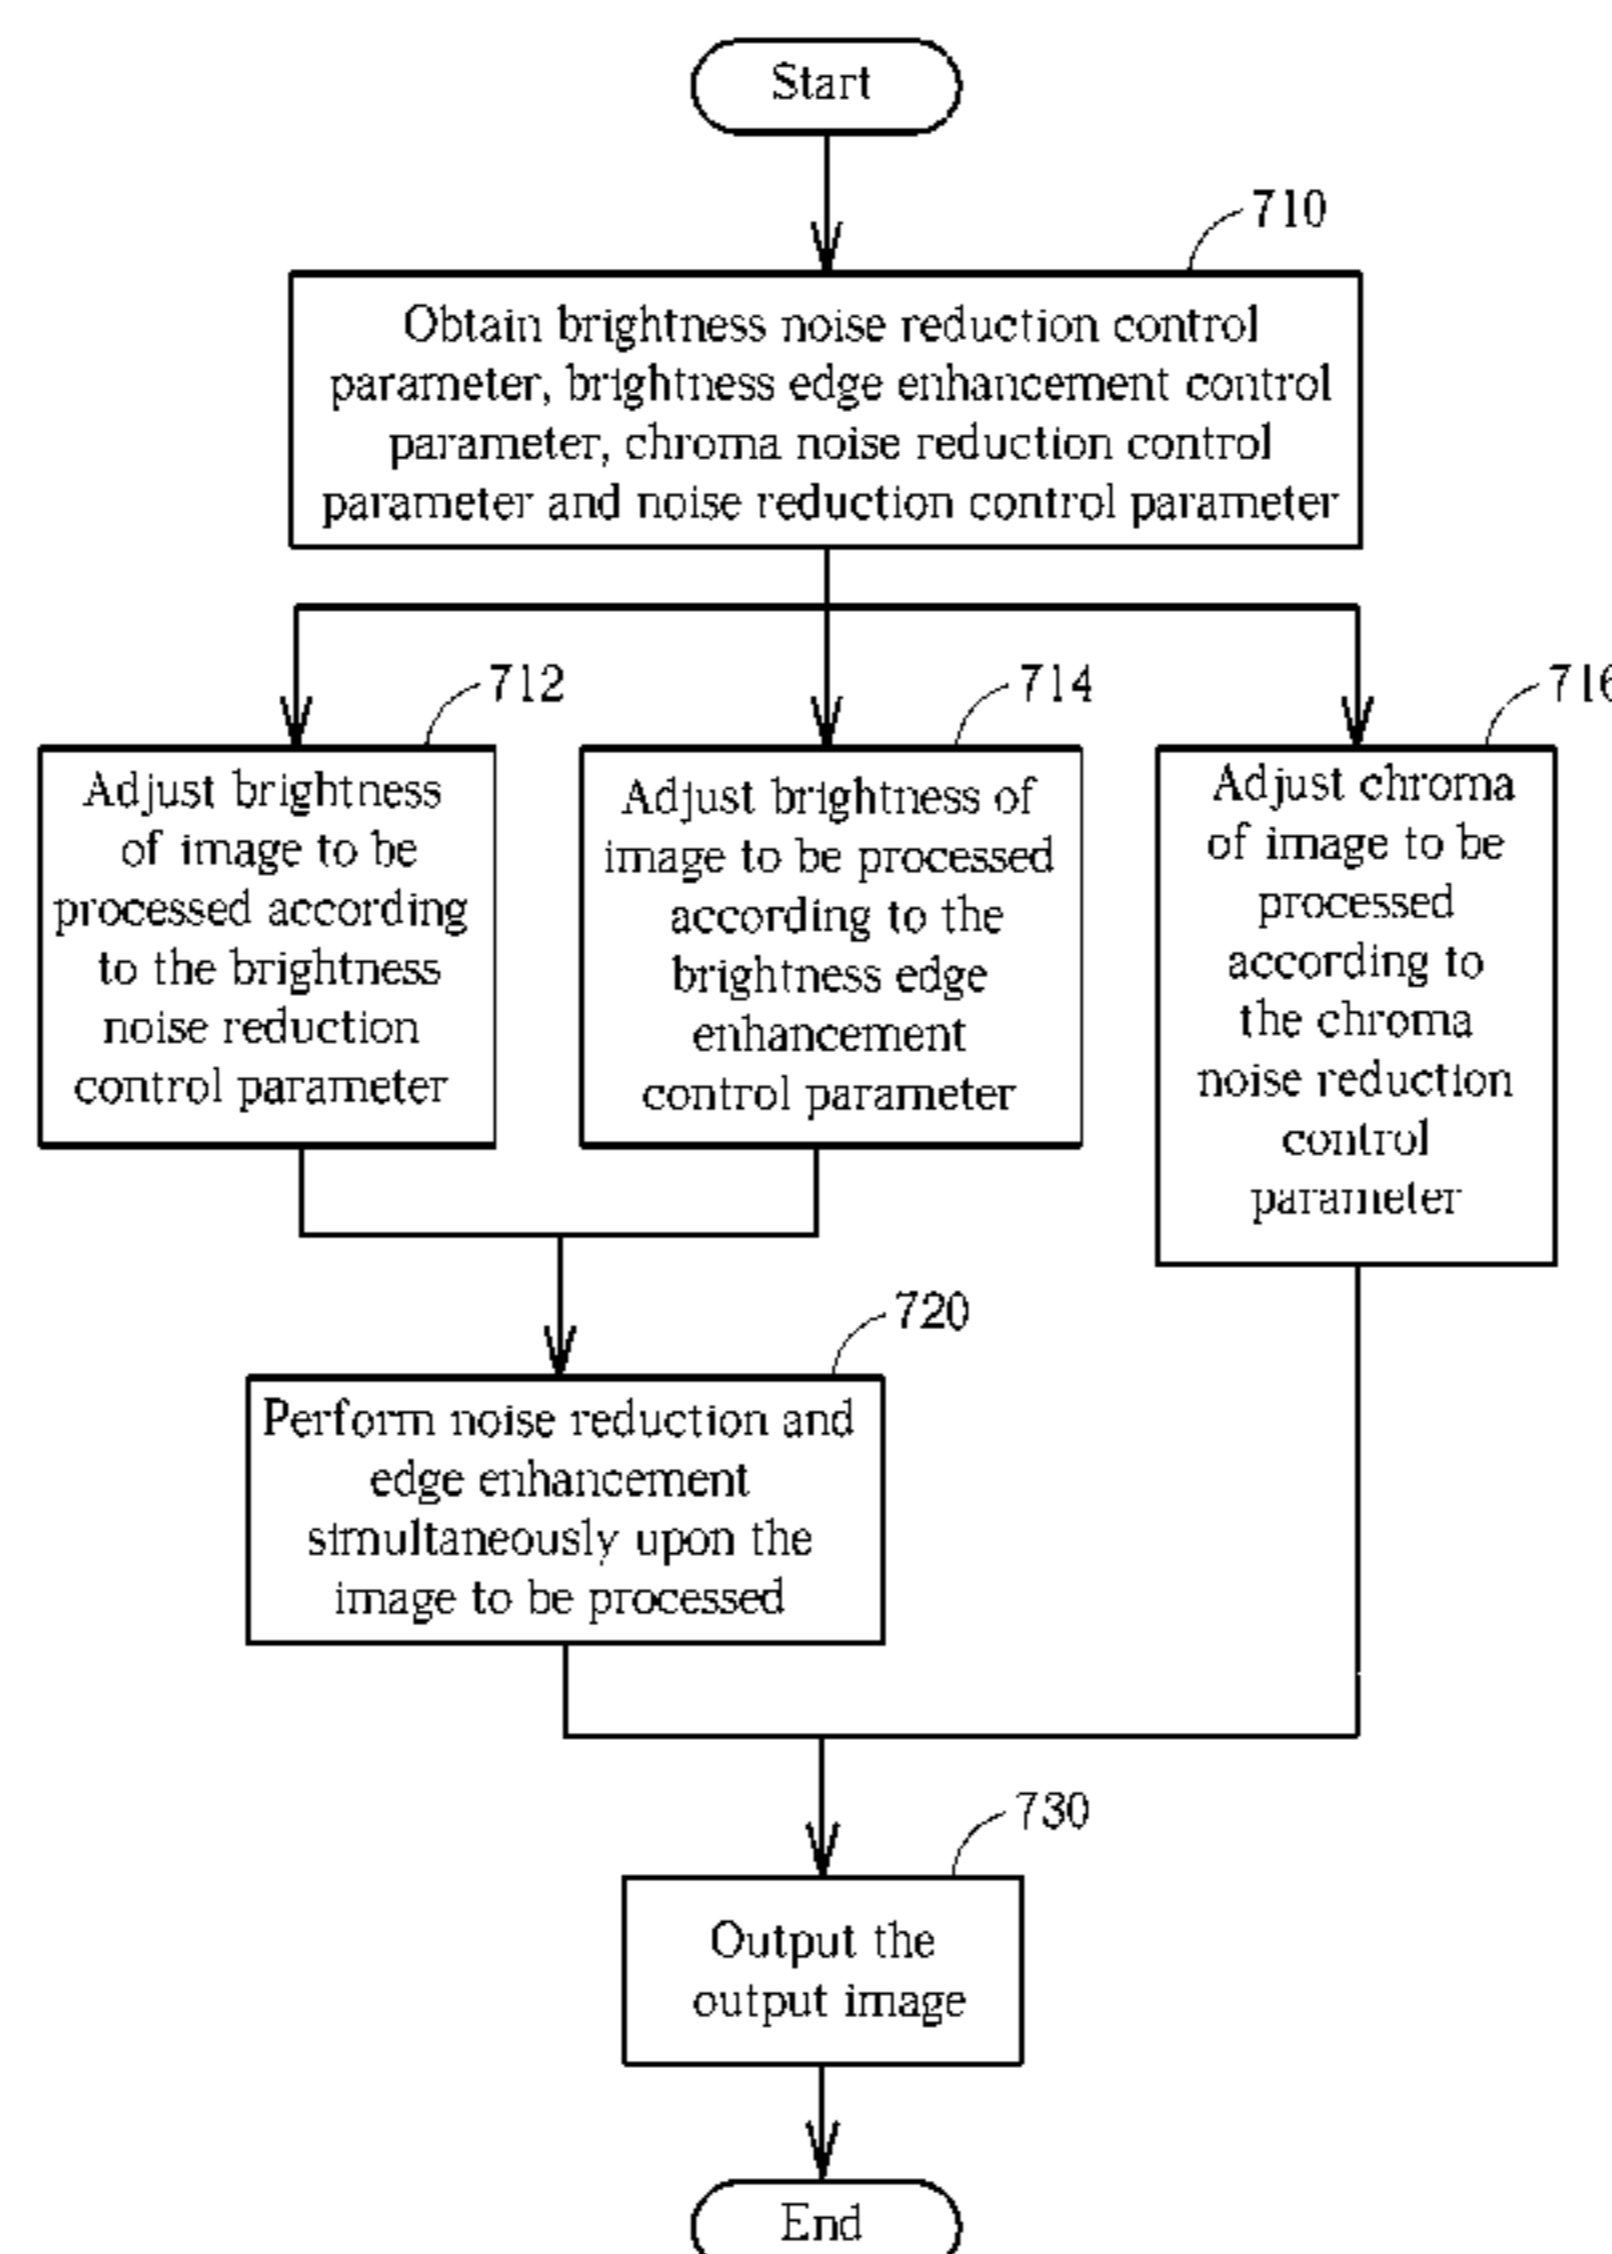 Start
710
Obtain brightness noise reduction control
parameter, brightness edge enhancement control
parameter, chroma noise reduction control
parameter and noise reduction control parameter
712
Adjust brightness
of image to be
processed according
to the brightness
noise reduction
control parameter
714
Adjust brightness of
image to be processed
according to the
brightness edge
enhancement
control parameter
716
Adjust chroma
of image to be
processed
according to
the chroma
noise reduction
control
parameter
720
Perform noise reduction and
edge enhancement
simultaneously upon the
image to be processed
730
Output the
output image
End